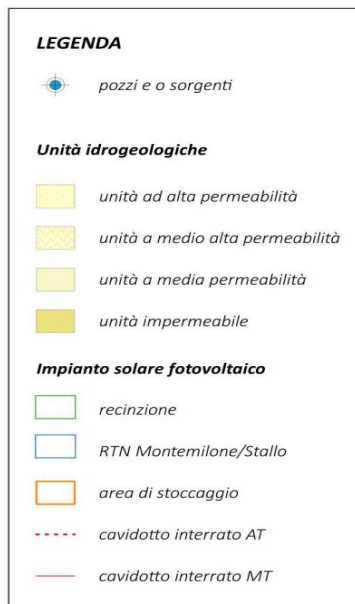 LEGENDA
pozzi e o sorgenti
Unità idrogeologiche
unità ad alta permeabilità
unità a medio alta permeabilità
unità a media permeabilità
unità impermeabile
Impianto solare fotovoltaico
recinzione
RTN Montemilone/Stallo
area di stoccaggio
cavidotto interrato AT
cavidotto interrato MT